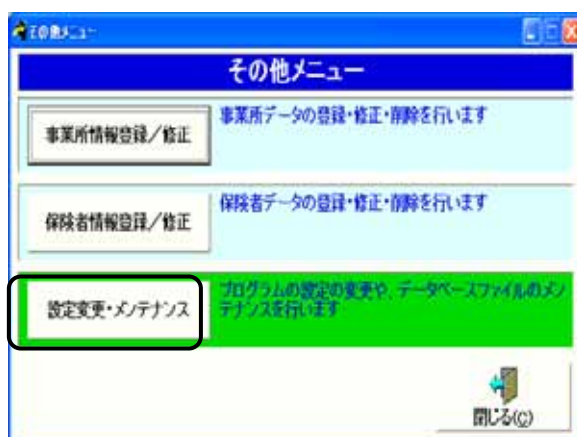 その他メニュー
その他メニュー
事業所情報登録／修正
事業所データの登録・修正・削除を行います
保険者情報登録／修正
保険者データの登録・修正・削除を行います
設定変更・メンテナンス
プログラムの設定の変更や、データベースファイルのメン
テナンスを行います
閉じる(C)